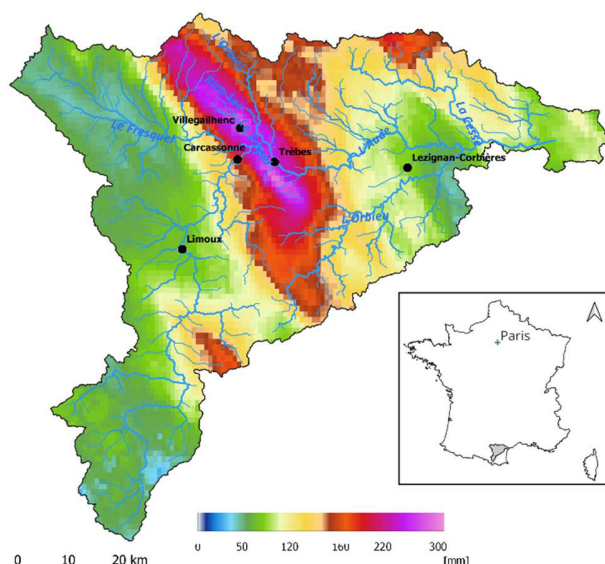 L'Or
Villegailhenc
Le Fresquel
Carcassonne
Trèbes
L'Aude
La Cesse
Lezignan-Corbières
L'Orbieu
Limoux
Paris
0 50 120 160 220 300
[mm]
0 10 20 km